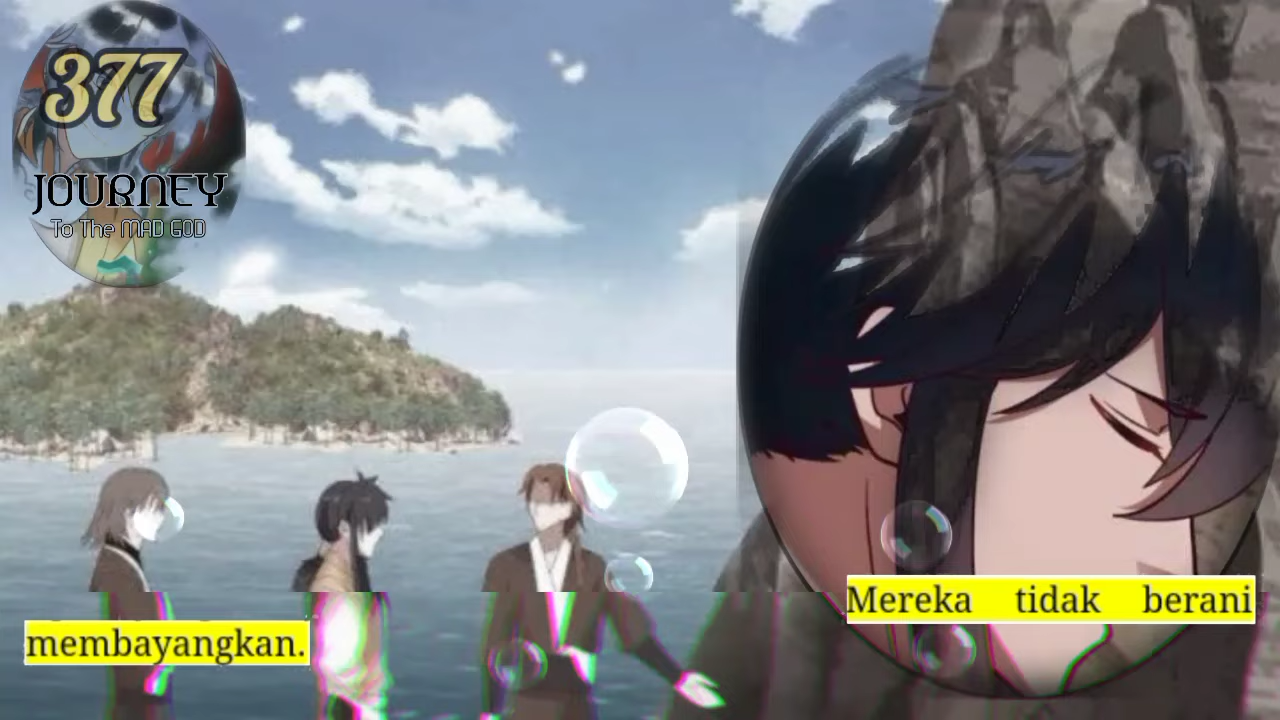 377
JOURNEY
To The MAD GOD
Mereka tidak berani
membayangkan.